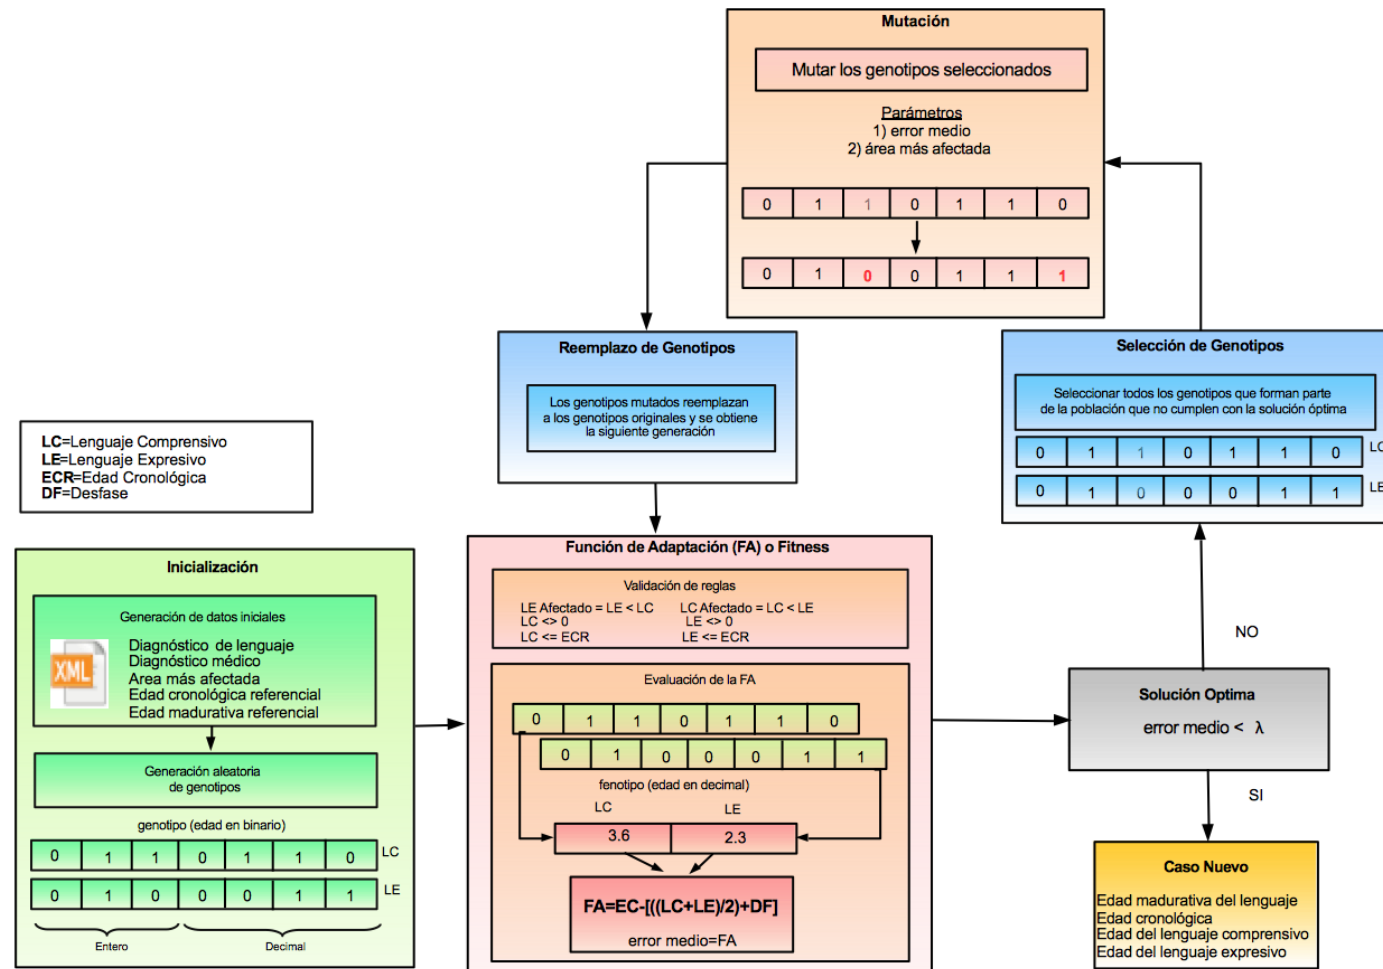 Mutación
Mutar los genotipos seleccionados
Parámetros
1) error medio
2) área más afectada
0 1 1 0 1 1 0
0 1 0 0 1 1 1
Reemplazo de Genotipos
Los genotipos mutados reemplazan
a los genotipos originales y se obtiene
la siguiente generación
Selección de Genotipos
Seleccionar todos los genotipos que forman parte
de la población que no cumplen con la solución óptima
0 1 1 0 1 1 0 LC
0 1 0 0 0 1 1 LE
LC=Lenguaje Comprensivo
LE=Lenguaje Expresivo
ECR=Edad Cronológica
DF=Desfase
Inicialización
Generación de datos iniciales
XML
Diagnóstico de lenguaje
Diagnóstico médico
Area más afectada
Edad cronológica referencial
Edad madurativa referencial
Generación aleatoria
de genotipos
genotipo (edad en binario)
0 1 1 0 1 1 0 LC
0 1 0 0 0 1 1 LE
Entero Decimal
Función de Adaptación (FA) o Fitness
Validación de reglas
LE Afectado = LE < LC LC Afectado = LC < LE
LC <> 0 LE <> 0
LC <= ECR LE <= ECR
Evaluación de la FA
0 1 1 0 1 1 0
0 1 0 0 0 1 1
fenotipo (edad en decimal)
LC LE
3.6 2.3
FA=EC-[((LC+LE)/2)+DF]
error medio=FA
NO
Solución Optima
error medio < λ
SI
Caso Nuevo
Edad madurativa del lenguaje
Edad cronológica
Edad del lenguaje comprensivo
Edad del lenguaje expresivo